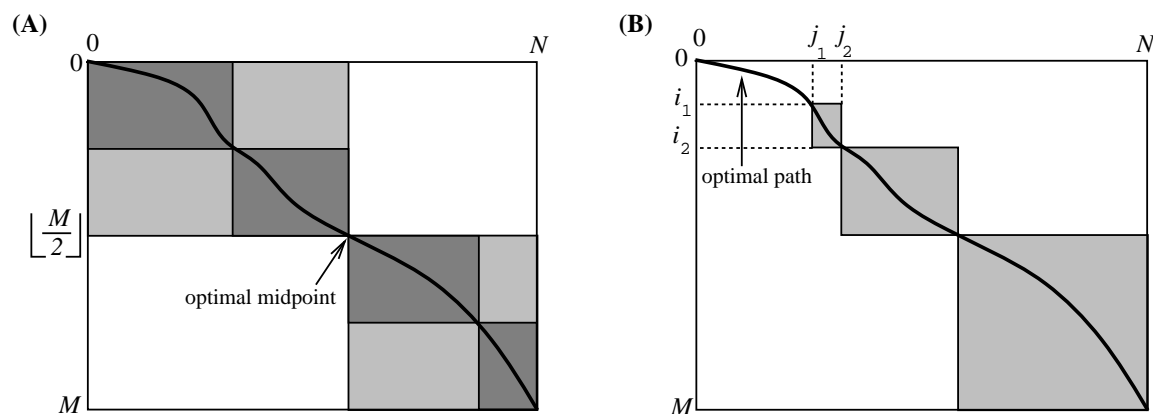 (A)
0
N
0
⌊M/2⌋
optimal midpoint
M
(B)
0
j1
j2
N
0
i1
i2
optimal path
M